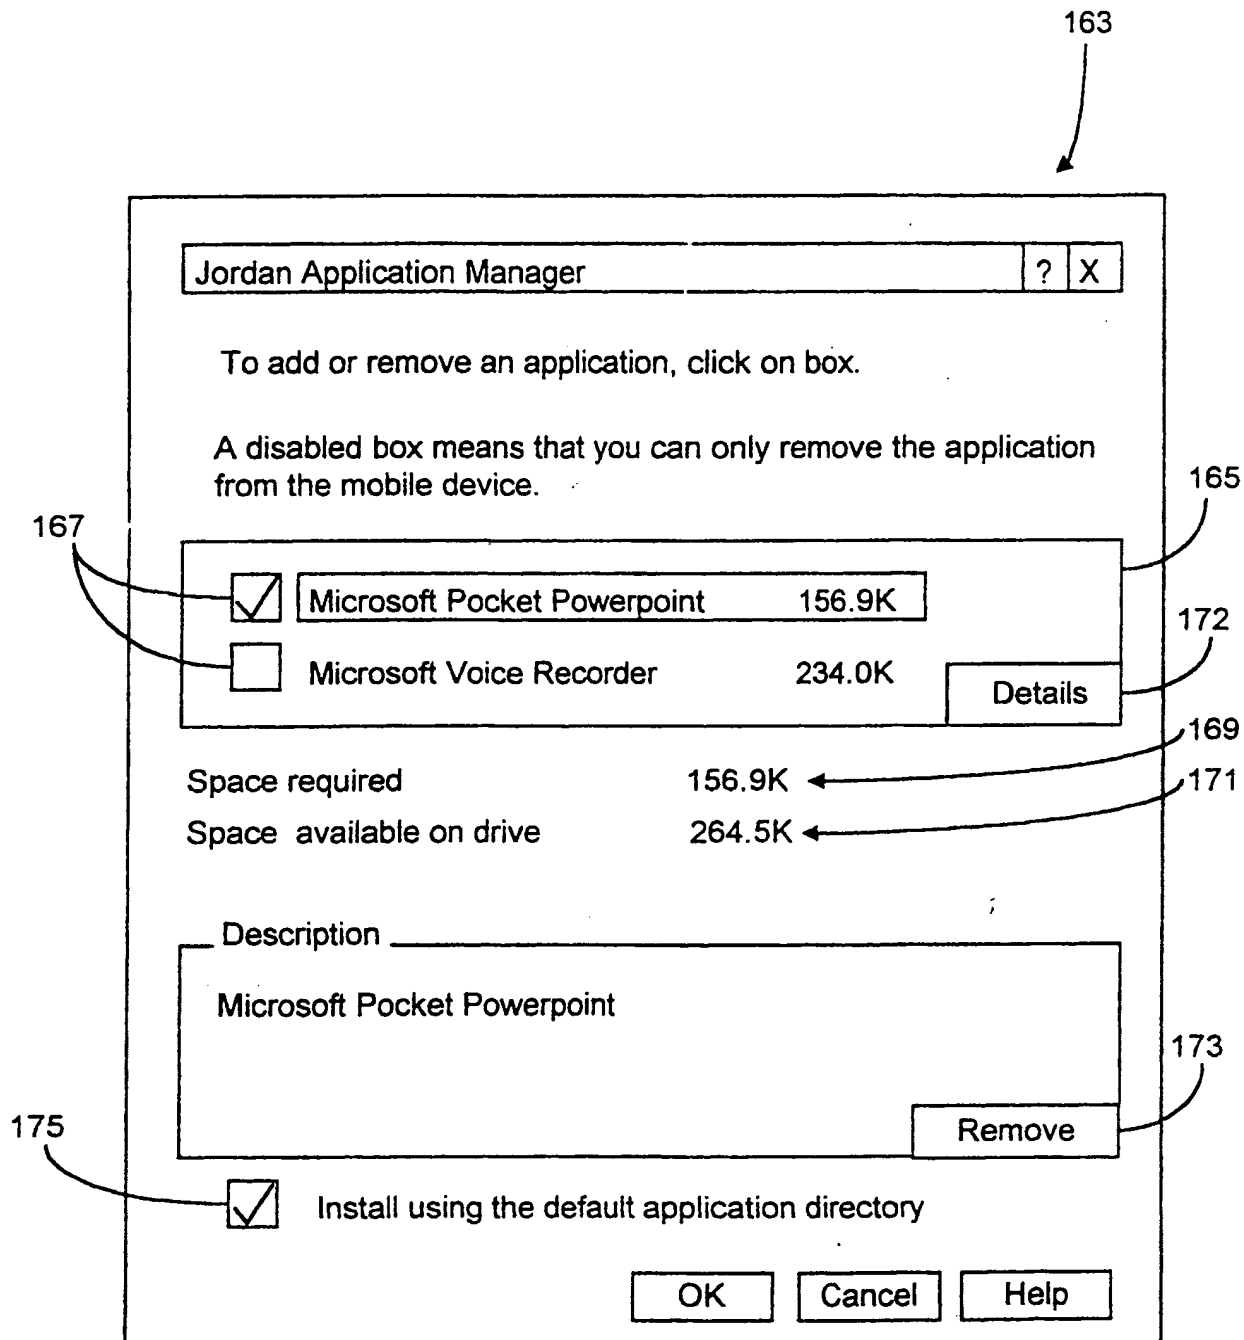 163
Jordan Application Manager ? X
To add or remove an application, click on box.
A disabled box means that you can only remove the application
from the mobile device.
165
167
Microsoft Pocket Powerpoint 156.9K
172
Microsoft Voice Recorder 234.0K
Details
169
Space required 156.9K
171
Space available on drive 264.5K
Description
Microsoft Pocket Powerpoint
173
Remove
175
Install using the default application directory
OK Cancel Help